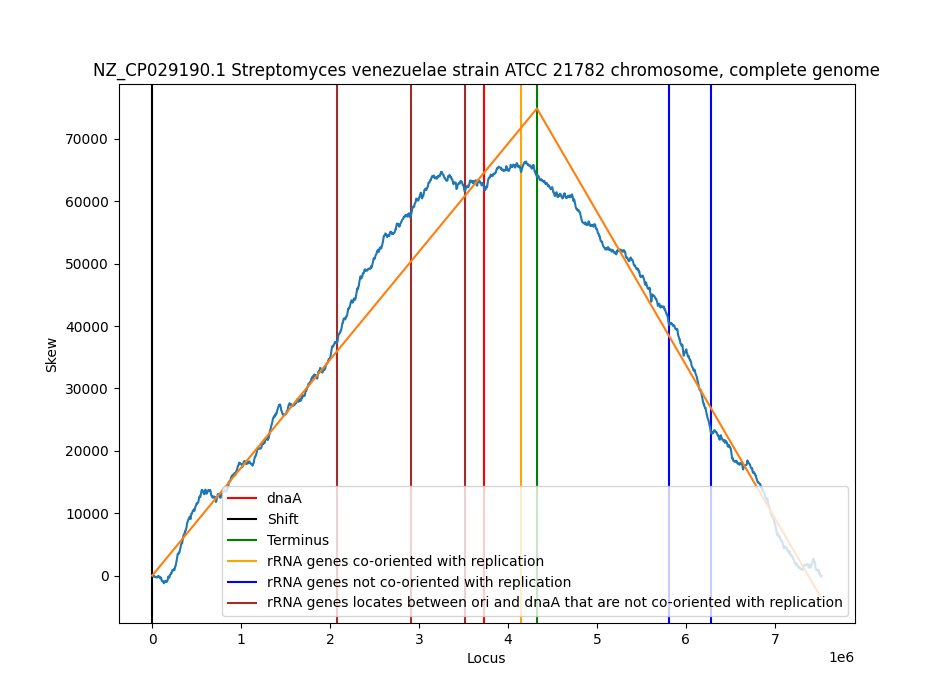 NZ_CP029190.1 Streptomyces venezuelae strain ATCC 21782 chromosome, complete genome
70000
60000
50000
40000
30000
20000
10000
0
Skew
dnaA
Shift
Terminus
rRNA genes co-oriented with replication
rRNA genes not co-oriented with replication
rRNA genes locates between ori and dnaA that are not co-oriented with replication
0 1 2 3 4 5 6 7
Locus
1e6